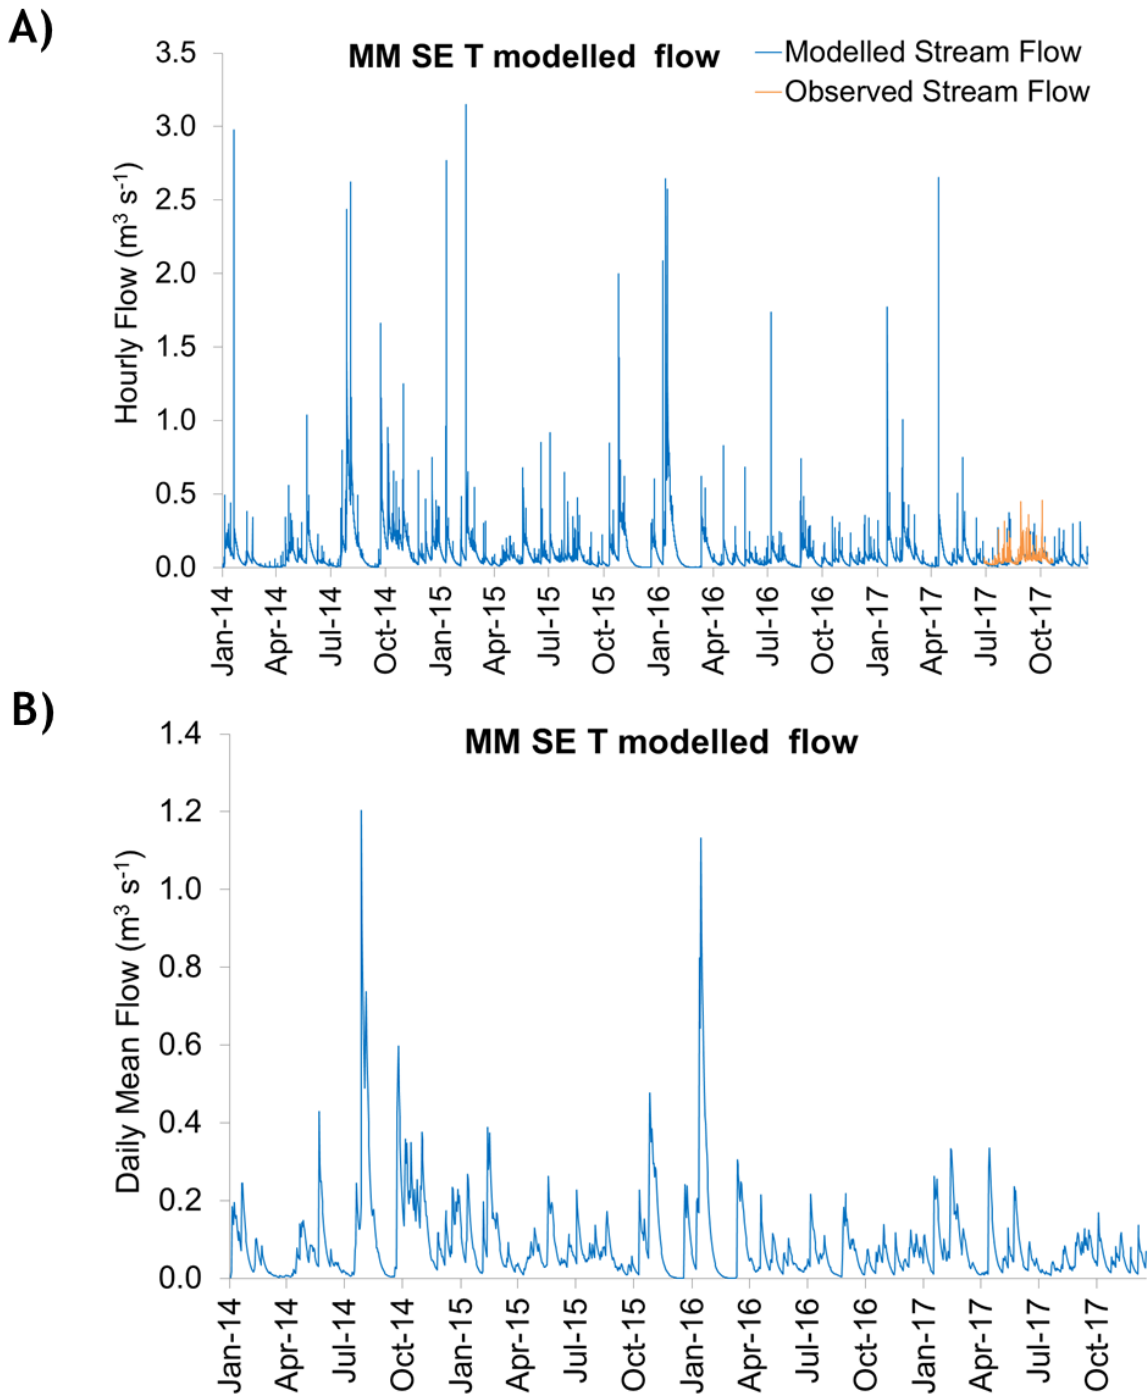 A)
MM SE T modelled  flow
Modelled Stream Flow
Observed Stream Flow
Hourly Flow (m³ s⁻¹)
3.5
3.0
2.5
2.0
1.5
1.0
0.5
0.0
Jan-14
Apr-14
Jul-14
Oct-14
Jan-15
Apr-15
Jul-15
Oct-15
Jan-16
Apr-16
Jul-16
Oct-16
Jan-17
Apr-17
Jul-17
Oct-17
B)
MM SE T modelled  flow
Daily Mean Flow (m³ s⁻¹)
1.4
1.2
1.0
0.8
0.6
0.4
0.2
0.0
Jan-14
Apr-14
Jul-14
Oct-14
Jan-15
Apr-15
Jul-15
Oct-15
Jan-16
Apr-16
Jul-16
Oct-16
Jan-17
Apr-17
Jul-17
Oct-17